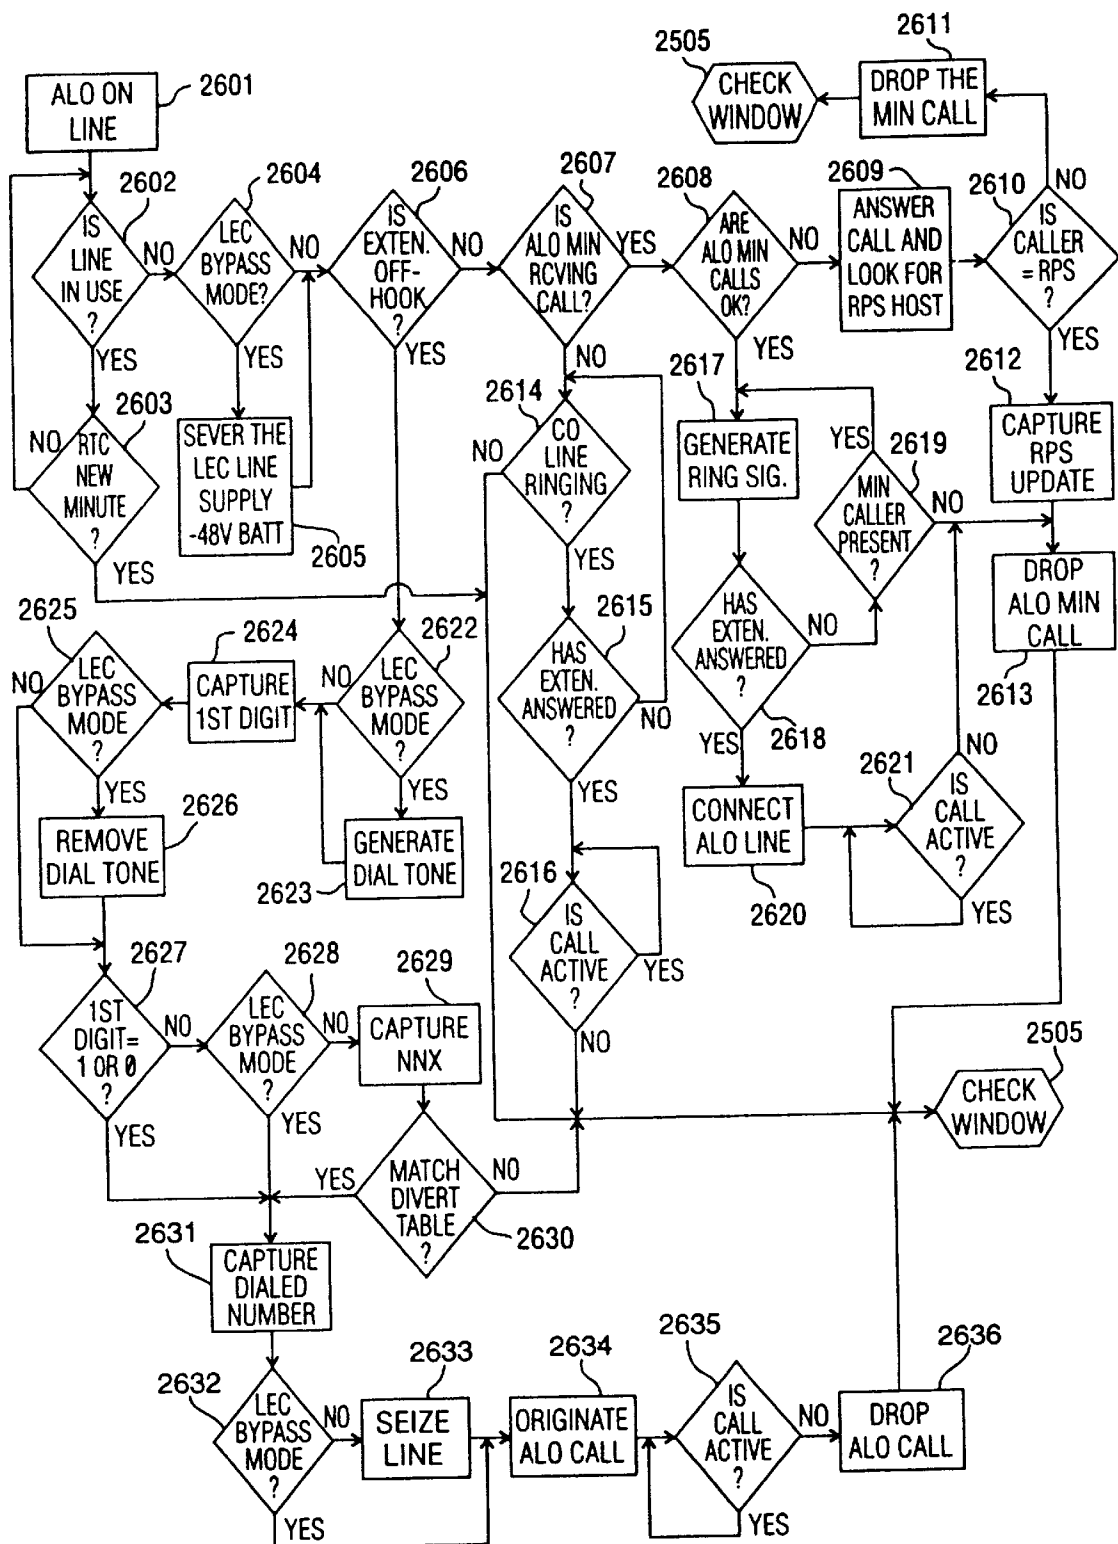 2611
2505
DROP THE
MIN CALL
CHECK
WINDOW
2601
ALO ON
LINE
2602
IS
LINE
IN USE
?
NO
YES
2604
LEC
BYPASS
MODE?
NO
YES
2606
IS
EXTEN.
OFF-
HOOK
?
NO
YES
2607
IS
ALO MIN
RCVING
CALL?
YES
NO
2608
ARE
ALO MIN
CALLS
OK?
NO
YES
2609
ANSWER
CALL AND
LOOK FOR
RPS HOST
2610
NO
IS
CALLER
= RPS
?
YES
2603
NO
RTC
NEW
MINUTE
?
YES
SEVER THE
LEC LINE
SUPPLY
-48V BATT
2605
2614
NO
CO
LINE
RINGING
?
YES
2617
GENERATE
RING SIG.
YES
2619
MIN
CALLER
PRESENT
?
NO
2612
CAPTURE
RPS
UPDATE
DROP
ALO MIN
CALL
2613
2625
NO
LEC
BYPASS
MODE
?
YES
2624
CAPTURE
1ST DIGIT
2622
NO
LEC
BYPASS
MODE
?
YES
2615
HAS
EXTEN.
ANSWERED
?
NO
YES
HAS
EXTEN.
ANSWERED
?
NO
2618
YES
2626
REMOVE
DIAL TONE
GENERATE
DIAL TONE
2623
2616
IS
CALL
ACTIVE
?
YES
NO
CONNECT
ALO LINE
2620
NO
2621
IS
CALL
ACTIVE
?
YES
2627
1ST
DIGIT=
1 OR 0
?
NO
YES
2628
LEC
BYPASS
MODE
?
NO
YES
2629
CAPTURE
NNX
2505
CHECK
WINDOW
YES
MATCH
DIVERT
TABLE
?
NO
2630
2631
CAPTURE
DIALED
NUMBER
2632
LEC
BYPASS
MODE
?
NO
YES
2633
SEIZE
LINE
2634
ORIGINATE
ALO CALL
2635
IS
CALL
ACTIVE
?
NO
YES
2636
DROP
ALO CALL